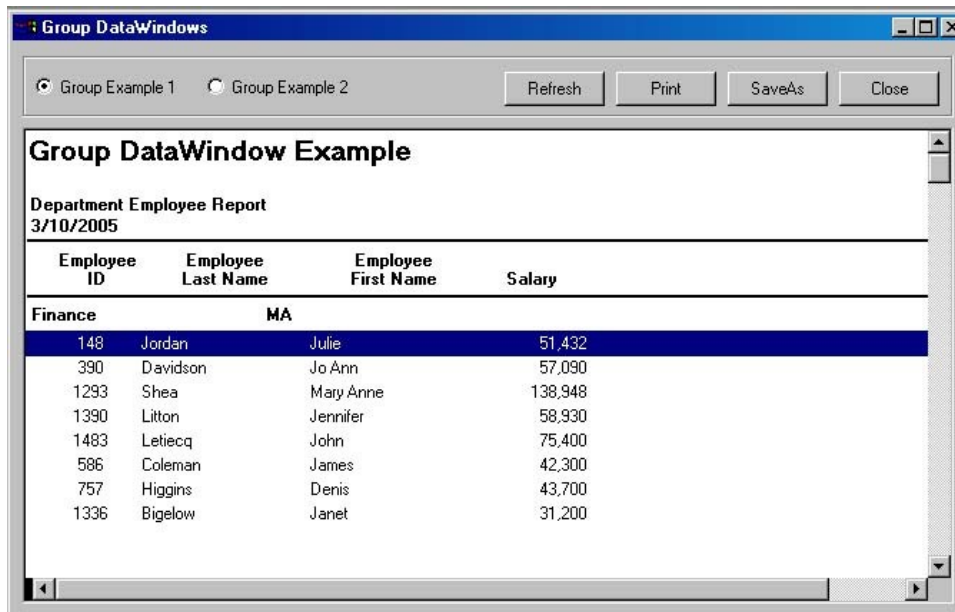 Group DataWindows
Group Example 1 Group Example 2 Refresh Print SaveAs Close
Group DataWindow Example
Department Employee Report
3/10/2005
Employee Employee Employee
ID Last Name First Name Salary
Finance MA
148 Jordan Julie 51,432
390 Davidson Jo Ann 57,090
1293 Shea Mary Anne 138,948
1390 Litton Jennifer 58,930
1483 Letiecq John 75,400
586 Coleman James 42,300
757 Higgins Denis 43,700
1336 Bigelow Janet 31,200